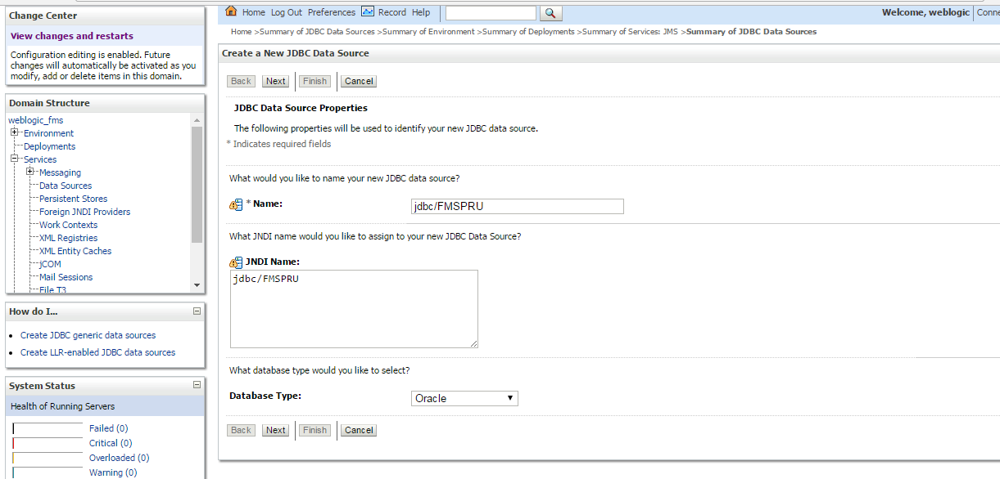 Change Center
View changes and restarts
Configuration editing is enabled. Future
changes will automatically be activated as you
modify, add or delete items in this domain.
Domain Structure
weblogic_fms
Environment
Deployments
Services
Messaging
Data Sources
Persistent Stores
Foreign JNDI Providers
Work Contexts
XML Registries
XML Entity Caches
jCOM
Mail Sessions
File T3
How do I...
Create JDBC generic data sources
Create LLR-enabled JDBC data sources
System Status
Health of Running Servers
Failed (0)
Critical (0)
Overloaded (0)
Warning (0)
Home Log Out Preferences Record Help
Welcome, weblogic Conne
Home >Summary of JDBC Data Sources >Summary of Environment >Summary of Deployments >Summary of Services: JMS >Summary of JDBC Data Sources
Create a New JDBC Data Source
Back Next Finish Cancel
JDBC Data Source Properties
The following properties will be used to identify your new JDBC data source.
* Indicates required fields
What would you like to name your new JDBC data source?
* Name: jdbc/FMSPRU
What JNDI name would you like to assign to your new JDBC Data Source?
JNDI Name:
jdbc/FMSPRU
What database type would you like to select?
Database Type: Oracle
Back Next Finish Cancel